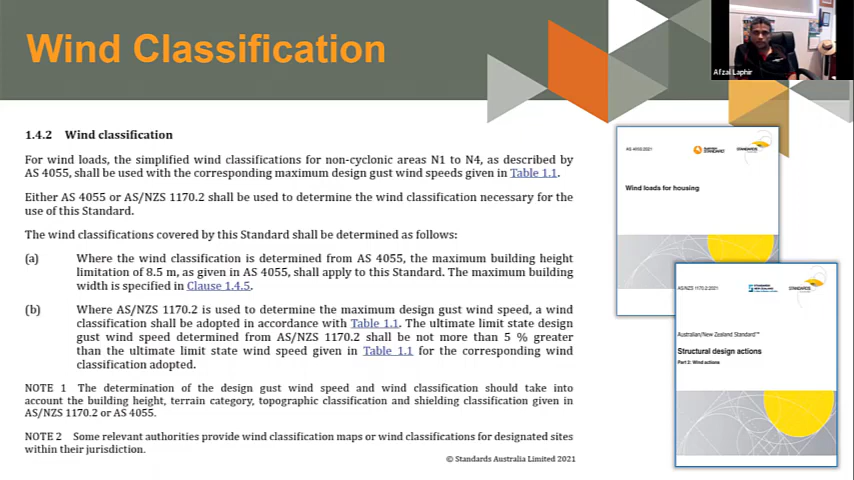 Wind Classification
Afzal Laphir
1.4.2 Wind classification
For wind loads, the simplified wind classifications for non-cyclonic areas N1 to N4, as described by
AS 4055, shall be used with the corresponding maximum design gust wind speeds given in Table 1.1.
Either AS 4055 or AS/NZS 1170.2 shall be used to determine the wind classification necessary for the
use of this Standard.
The wind classifications covered by this Standard shall be determined as follows:
(a) Where the wind classification is determined from AS 4055, the maximum building height
limitation of 8.5 m, as given in AS 4055, shall apply to this Standard. The maximum building
width is specified in Clause 1.4.5.
(b) Where AS/NZS 1170.2 is used to determine the maximum design gust wind speed, a wind
classification shall be adopted in accordance with Table 1.1. The ultimate limit state design
gust wind speed determined from AS/NZS 1170.2 shall be not more than 5 % greater
than the ultimate limit state wind speed given in Table 1.1 for the corresponding wind
classification adopted.
NOTE 1 The determination of the design gust wind speed and wind classification should take into
account the building height, terrain category, topographic classification and shielding classification given in
AS/NZS 1170.2 or AS 4055.
NOTE 2 Some relevant authorities provide wind classification maps or wind classifications for designated sites
within their jurisdiction.
© Standards Australia Limited 2021
AS 4055:2021
STANDARDS
Wind loads for housing
AS/NZS 1170.2:2021
STANDARDS
Australian/New Zealand Standard™
Structural design actions
Part 2: Wind actions